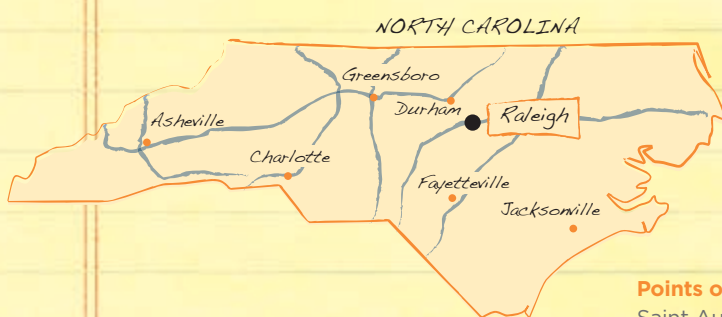 NORTH CAROLINA
Greensboro
Durham
Raleigh
Asheville
Charlotte
Fayetteville
Jacksonville
Points